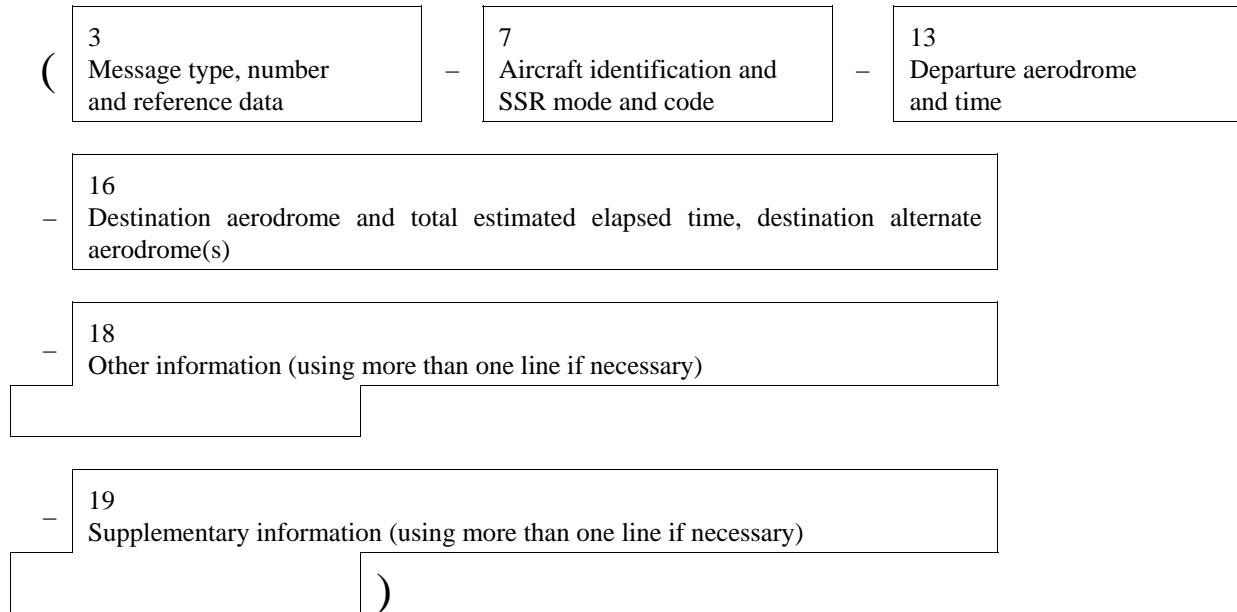 3 7 13
( Message type, number – Aircraft identification and – Departure aerodrome
and reference data SSR mode and code and time
16
– Destination aerodrome and total estimated elapsed time, destination alternate
aerodrome(s)
18
– Other information (using more than one line if necessary)
19
– Supplementary information (using more than one line if necessary)
)